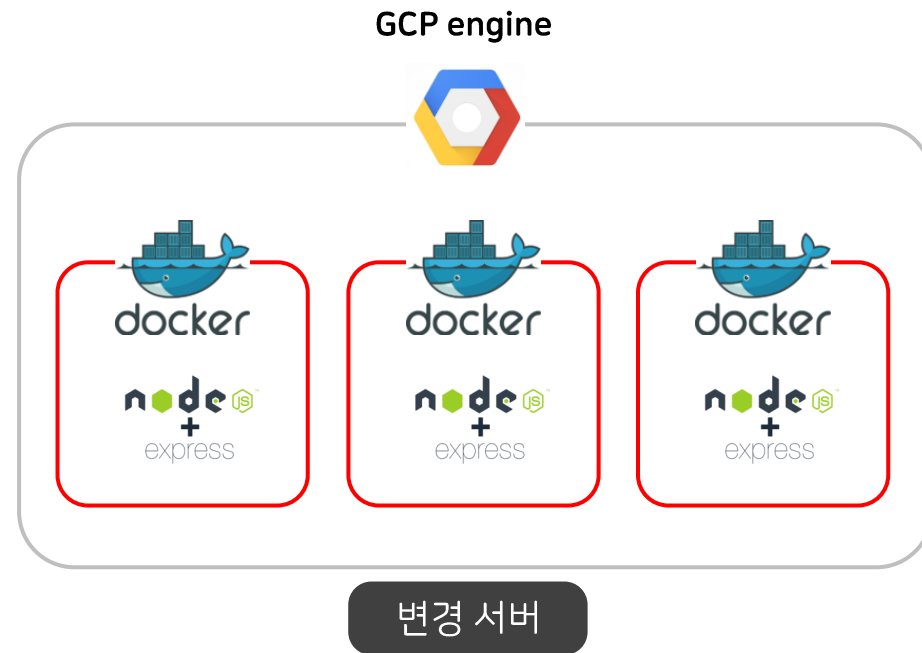 GCP engine
docker
docker
docker
node JS
+
express
node JS
+
express
node JS
+
express
변경 서버